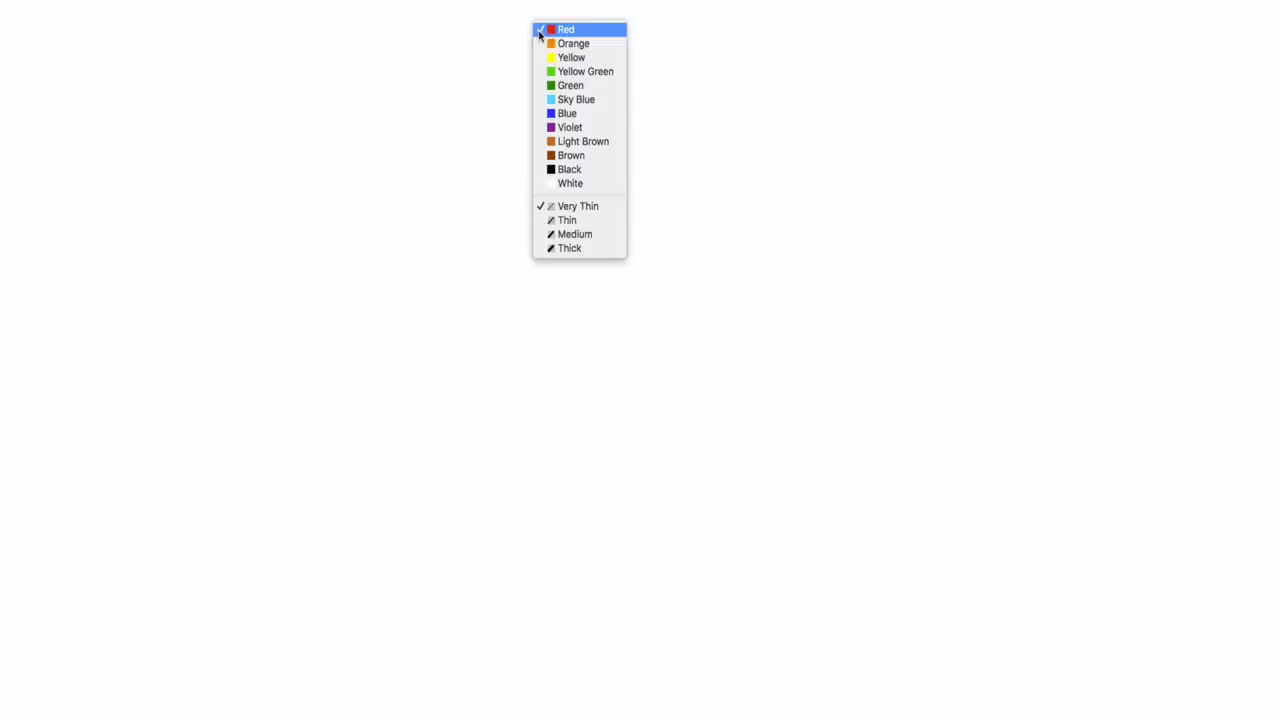 Red
Orange
Yellow
Yellow Green
Green
Sky Blue
Blue
Violet
Light Brown
Brown
Black
White
Very Thin
Thin
Medium
Thick